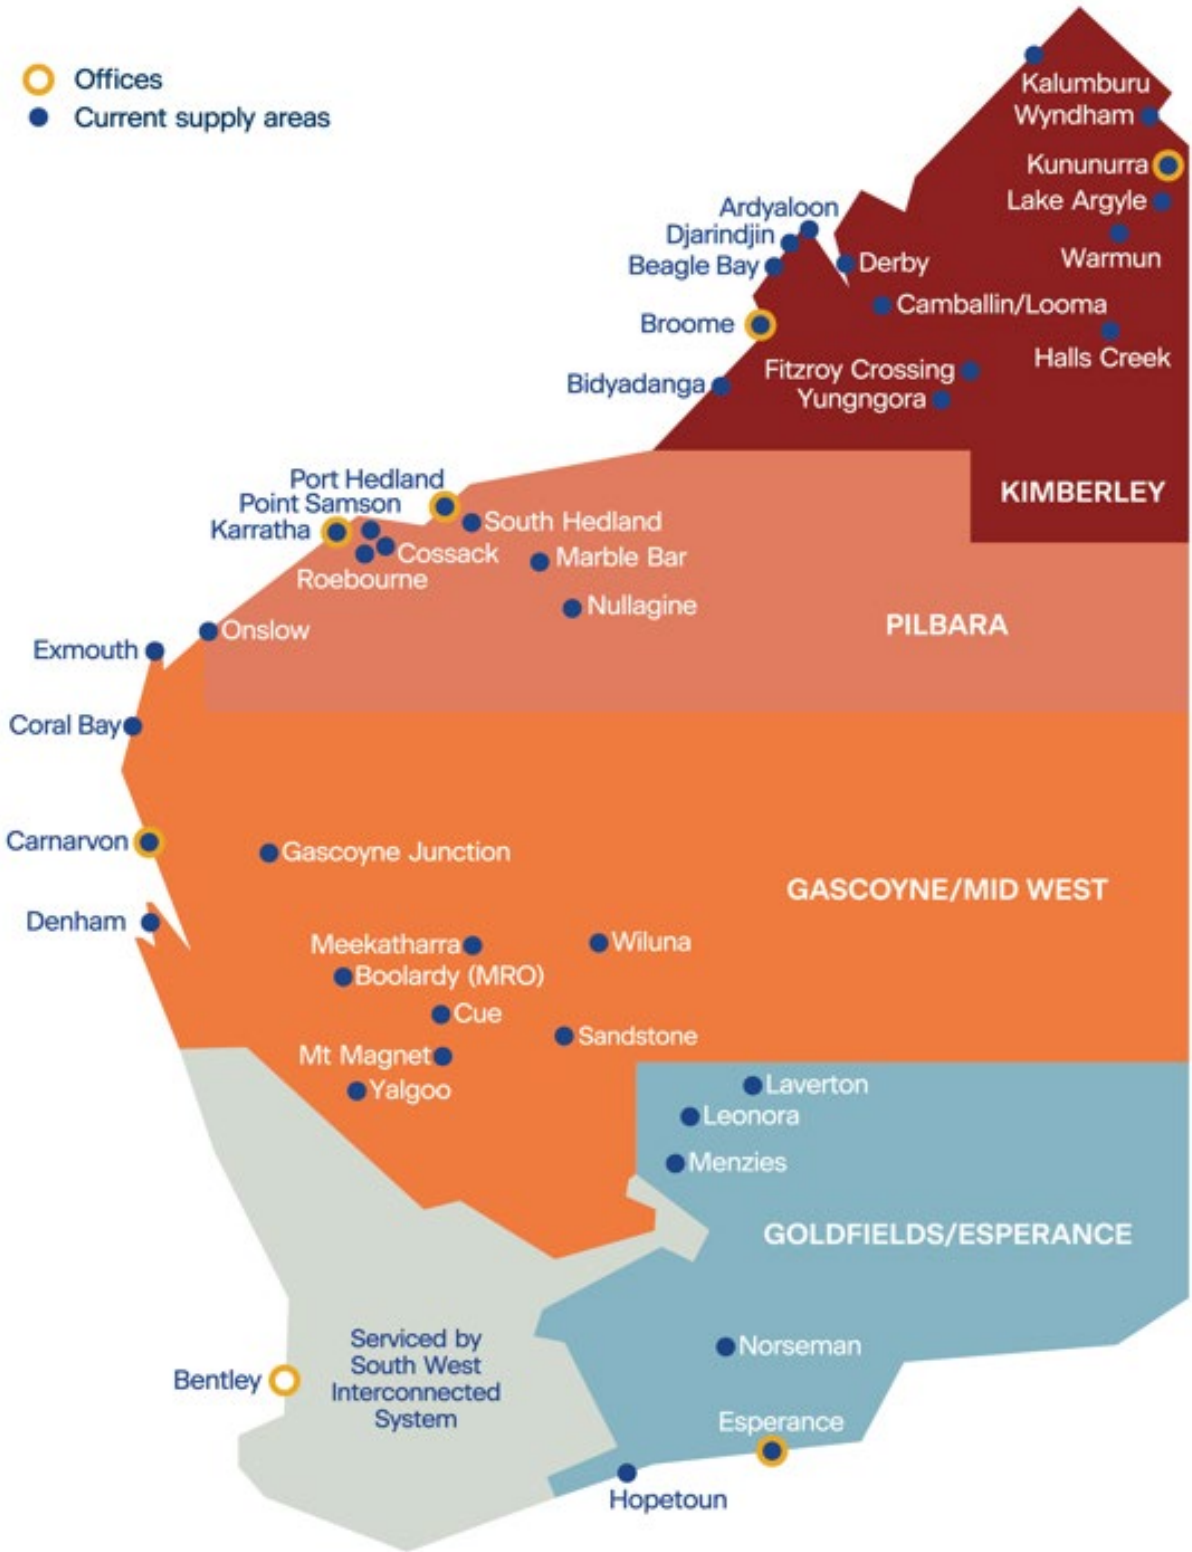 Offices
Current supply areas
Kalumburu
Wyndham
Kununurra
Lake Argyle
Warmun
Ardyaloon
Djarindjin
Beagle Bay
Derby
Camballin/Looma
Broome
Halls Creek
Fitzroy Crossing
Bidyadanga
Yungngora
KIMBERLEY
Port Hedland
Point Samson
Karratha
South Hedland
Cossack
Marble Bar
Roebourne
Nullagine
PILBARA
Onslow
Exmouth
Coral Bay
Carnarvon
Gascoyne Junction
GASCOYNE/MID WEST
Denham
Meekatharra
Wiluna
Boolardy (MRO)
Cue
Sandstone
Mt Magnet
Yalgoo
Laverton
Leonora
Menzies
GOLDFIELDS/ESPERANCE
Serviced by
South West
Interconnected
System
Norseman
Bentley
Esperance
Hopetoun